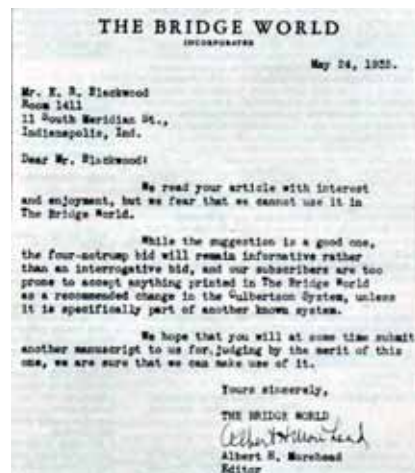 THE BRIDGE WORLD
INCORPORATED
May 24, 1935.
Mr. E. R. Blackwood
Room 1411
11 South Meridian St.,
Indianapolis, Ind.
Dear Mr. Blackwood:
We read your article with interest
and enjoyment, but we fear that we cannot use it in
The Bridge World.
While the suggestion is a good one,
the four-notrump bid will remain informative rather
than an interrogative bid, and our subscribers are too
prone to accept anything printed in The Bridge World
as a recommended change in the Culbertson System, unless
it is specifically part of another known system.
We hope that you will at some time submit
another manuscript to us for,judging by the merit of this
one, we are sure that we can make use of it.
Yours sincerely,
THE BRIDGE WORLD
Albert H Morehead
Albert H. Morehead
Editor